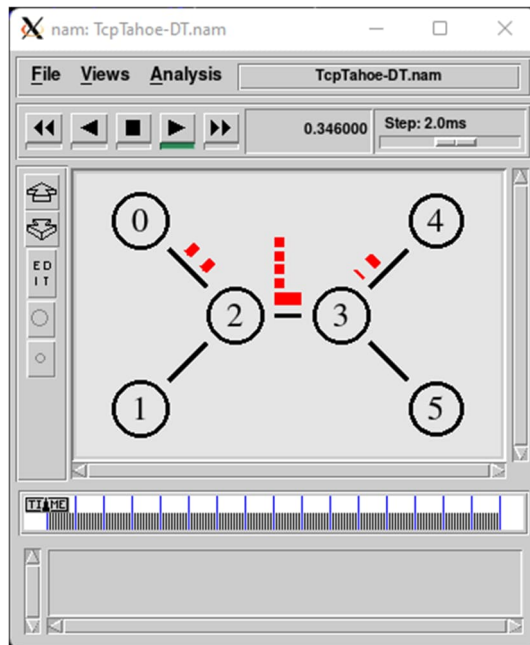 nam: TcpTahoe-DT.nam
File Views Analysis TcpTahoe-DT.nam
0.346000 Step: 2.0ms
E D
I T
0 4
2 3
1 5
TIME